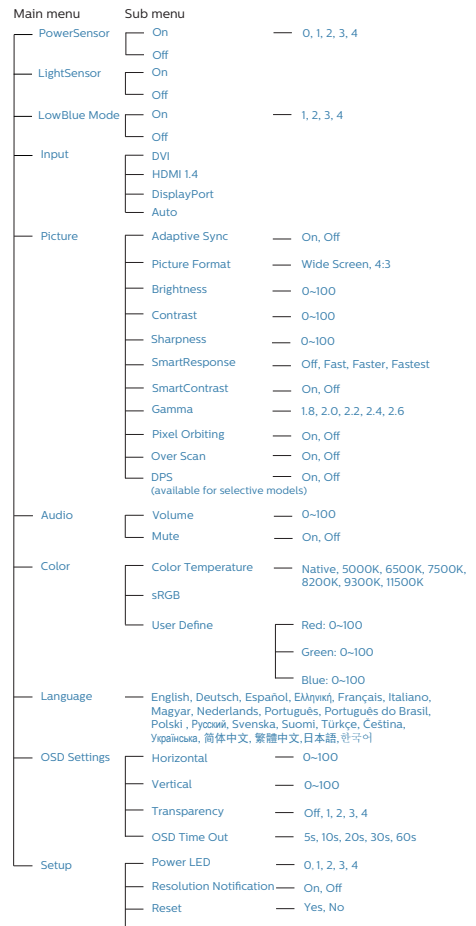 Main menu Sub menu
PowerSensor On 0, 1, 2, 3, 4
Off
LightSensor On
Off
LowBlue Mode On 1, 2, 3, 4
Off
Input DVI
HDMI 1.4
DisplayPort
Auto
Picture Adaptive Sync On, Off
Picture Format Wide Screen, 4:3
Brightness 0~100
Contrast 0~100
Sharpness 0~100
SmartResponse Off, Fast, Faster, Fastest
SmartContrast On, Off
Gamma 1.8, 2.0, 2.2, 2.4, 2.6
Pixel Orbiting On, Off
Over Scan On, Off
DPS On, Off
(available for selective models)
Audio Volume 0~100
Mute On, Off
Color Color Temperature Native, 5000K, 6500K, 7500K,
8200K, 9300K, 11500K
sRGB
User Define Red: 0~100
Green: 0~100
Blue: 0~100
Language English, Deutsch, Español, Ελληνική, Français, Italiano,
Magyar, Nederlands, Português, Português do Brasil,
Polski , Русский, Svenska, Suomi, Türkçe, Čeština,
Українська, 简体中文, 繁體中文,日本語,한국어
OSD Settings Horizontal 0~100
Vertical 0~100
Transparency Off, 1, 2, 3, 4
OSD Time Out 5s, 10s, 20s, 30s, 60s
Setup Power LED 0, 1, 2, 3, 4
Resolution Notification On, Off
Reset Yes, No